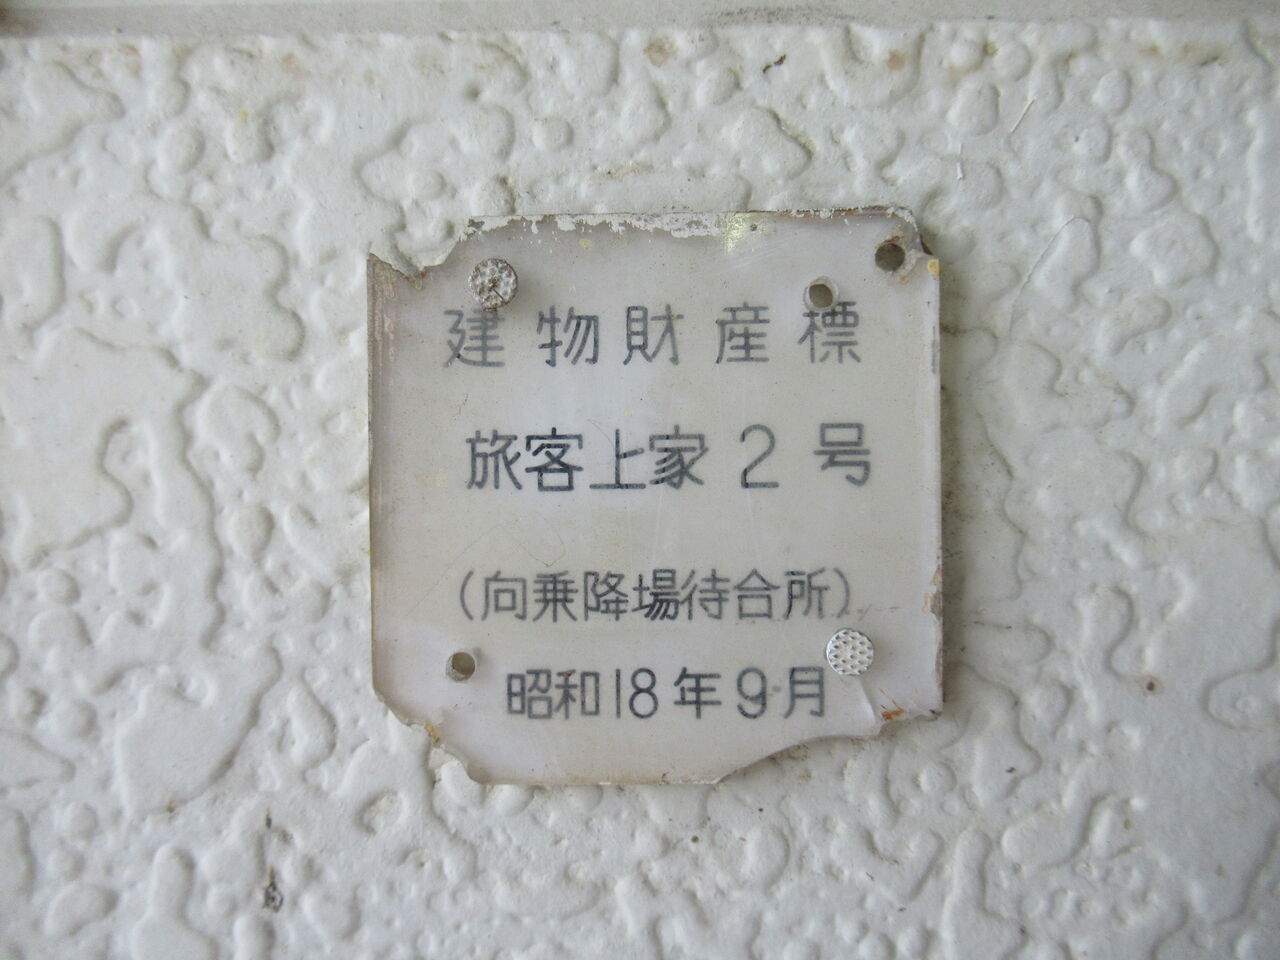 建物財産標
旅客上家2号
(向乗降場待合所)
昭和18年9月